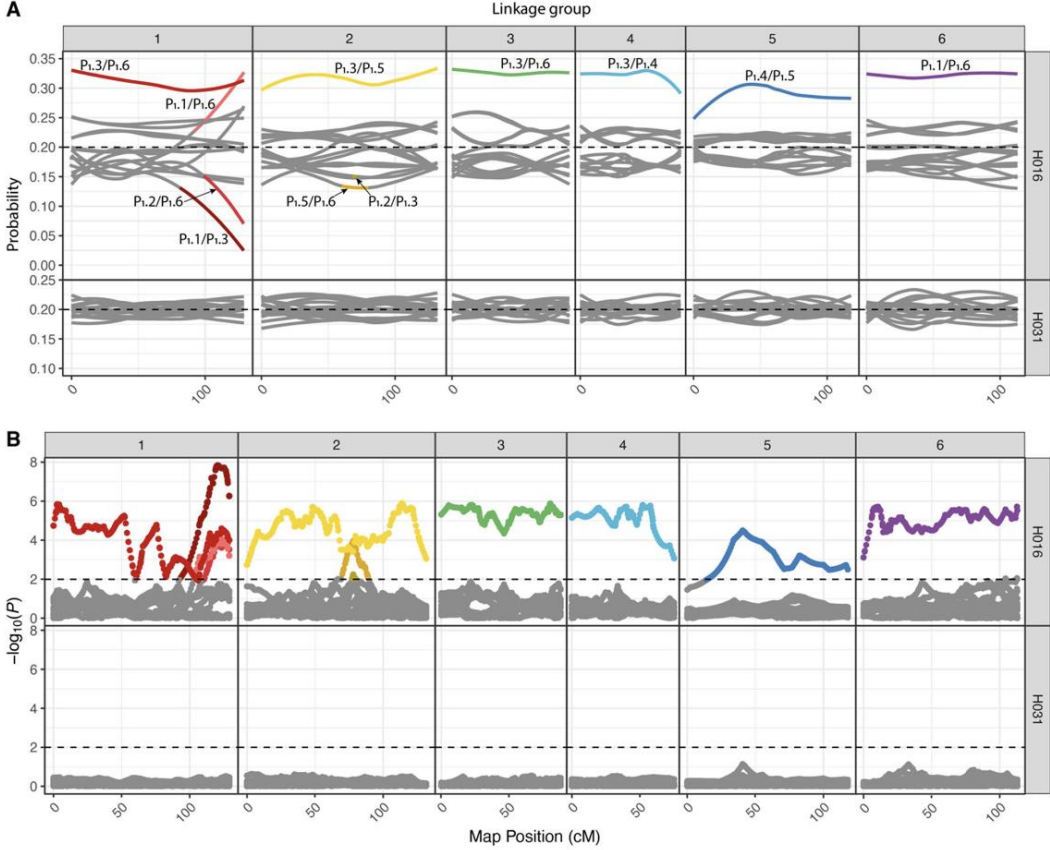 A
Linkage group
1 2 3 4 5 6
0.35
0.30
0.25
0.20
0.15
0.10
0.05
0.00
Probability
P₁.3/P₁.6
P₁.1/P₁.6
P₁.2/P₁.6
P₁.1/P₁.3
P₁.3/P₁.5
P₁.5/P₁.6
P₁.2/P₁.3
P₁.3/P₁.6
P₁.3/P₁.4
P₁.4/P₁.5
P₁.1/P₁.6
H016
0.25
0.20
0.15
0.10
H031
0 100 0 100 0 0 0 100 0 100
B
1 2 3 4 5 6
8
6
4
2
0
H016
−log₁₀(P)
8
6
4
2
0
H031
0 50 100 0 50 100 0 50 0 50 0 50 100 0 50 100
Map Position (cM)